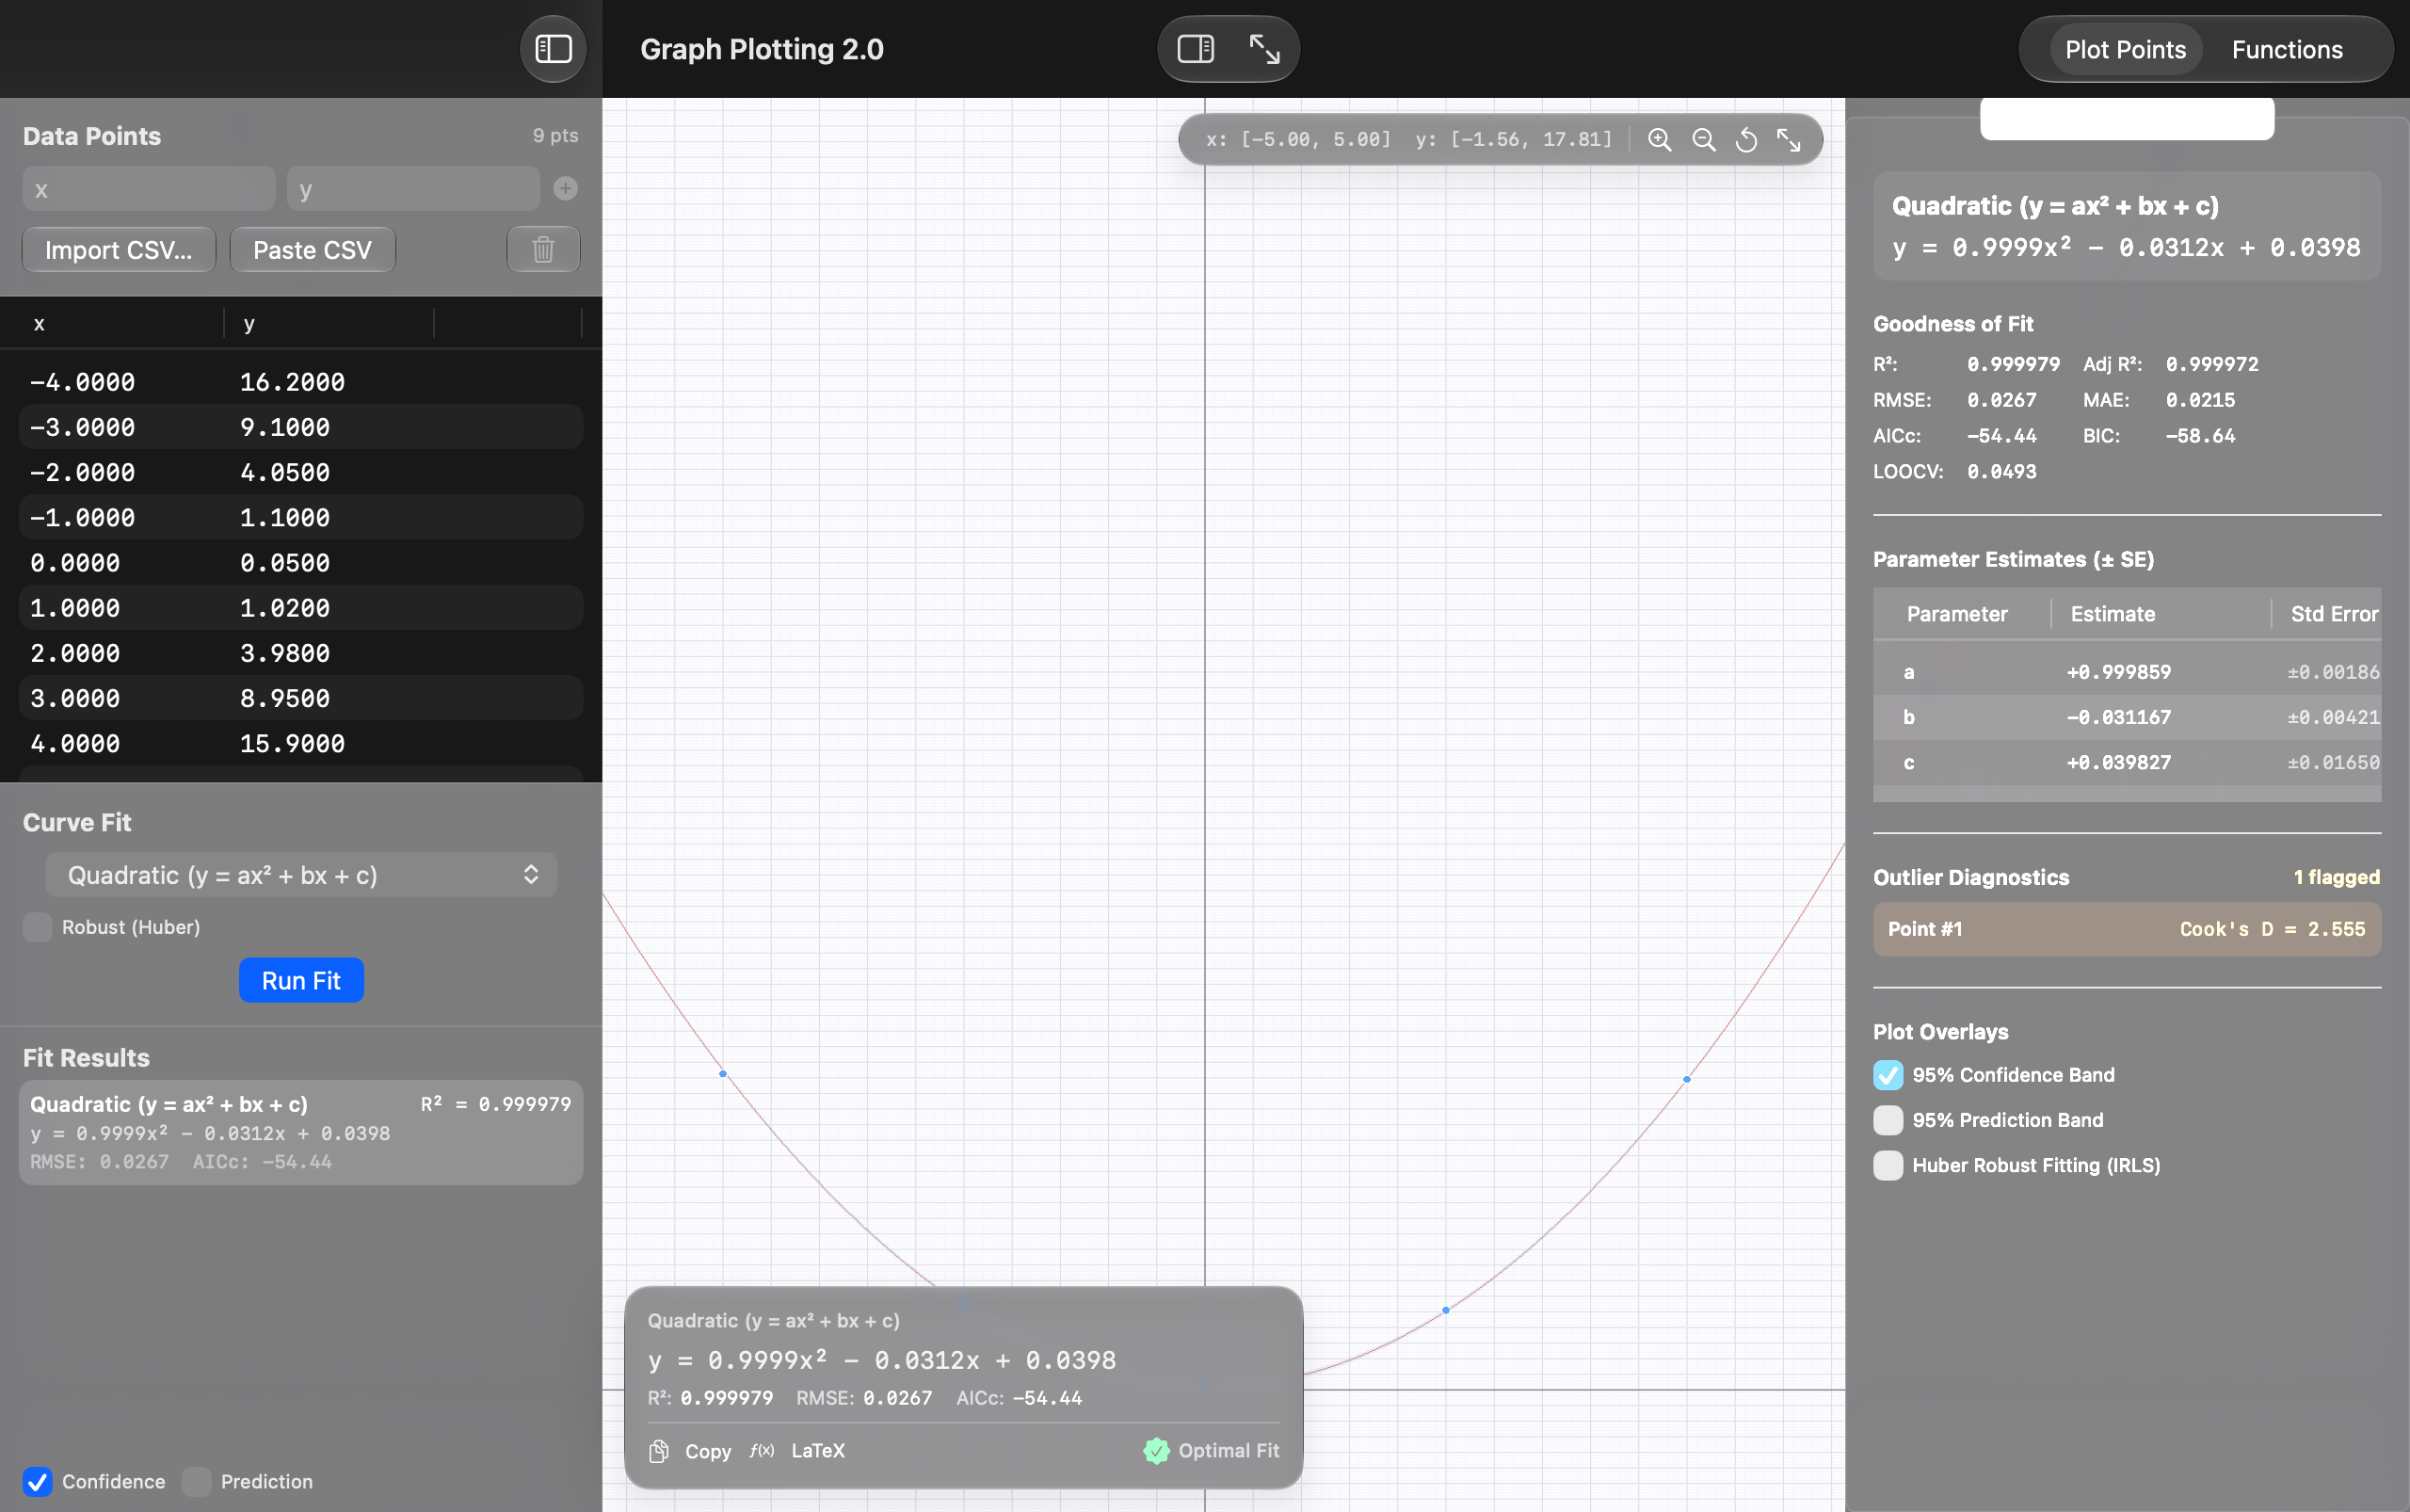 Graph Plotting 2.0
Plot Points Functions
Data Points 9 pts
x y
Import CSV... Paste CSV
x y
−4.0000 16.2000
−3.0000 9.1000
−2.0000 4.0500
−1.0000 1.1000
0.0000 0.0500
1.0000 1.0200
2.0000 3.9800
3.0000 8.9500
4.0000 15.9000
Curve Fit
Quadratic (y = ax² + bx + c)
Robust (Huber)
Run Fit
Fit Results
Quadratic (y = ax² + bx + c) R² = 0.999979
y = 0.9999x² − 0.0312x + 0.0398
RMSE: 0.0267 AICc: −54.44
Confidence Prediction
x: [−5.00, 5.00] y: [−1.56, 17.81]
Quadratic (y = ax² + bx + c)
y = 0.9999x² − 0.0312x + 0.0398
R²: 0.999979 RMSE: 0.0267 AICc: −54.44
Copy f(x) LaTeX Optimal Fit
Quadratic (y = ax² + bx + c)
y = 0.9999x² − 0.0312x + 0.0398
Goodness of Fit
R²: 0.999979 Adj R²: 0.999972
RMSE: 0.0267 MAE: 0.0215
AICc: −54.44 BIC: −58.64
LOOCV: 0.0493
Parameter Estimates (± SE)
Parameter Estimate Std Error
a +0.999859 ±0.00186
b −0.031167 ±0.00421
c +0.039827 ±0.01650
Outlier Diagnostics 1 flagged
Point #1 Cook's D = 2.555
Plot Overlays
95% Confidence Band
95% Prediction Band
Huber Robust Fitting (IRLS)